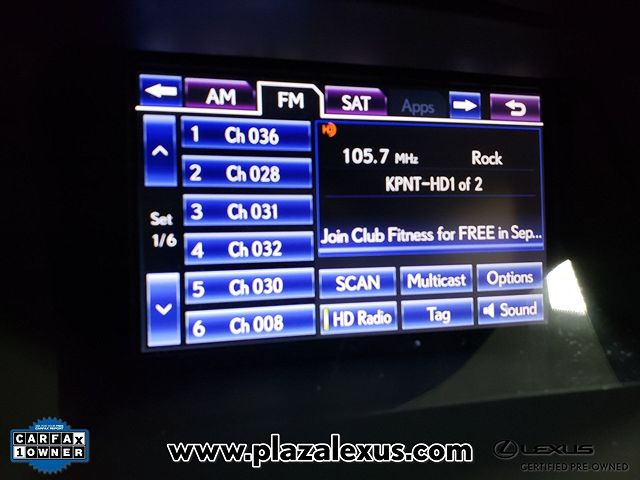 AM FM SAT Apps
1 Ch 036
2 Ch 028
3 Ch 031
4 Ch 032
5 Ch 030
6 Ch 008
Set
1/6
105.7 MHz Rock
KPNT-HD1 of 2
Join Club Fitness for FREE in Sep...
SCAN Multicast Options
HD Radio Tag Sound
CARFAX
1 OWNER
www.plazalexus.com
LEXUS
CERTIFIED PRE-OWNED